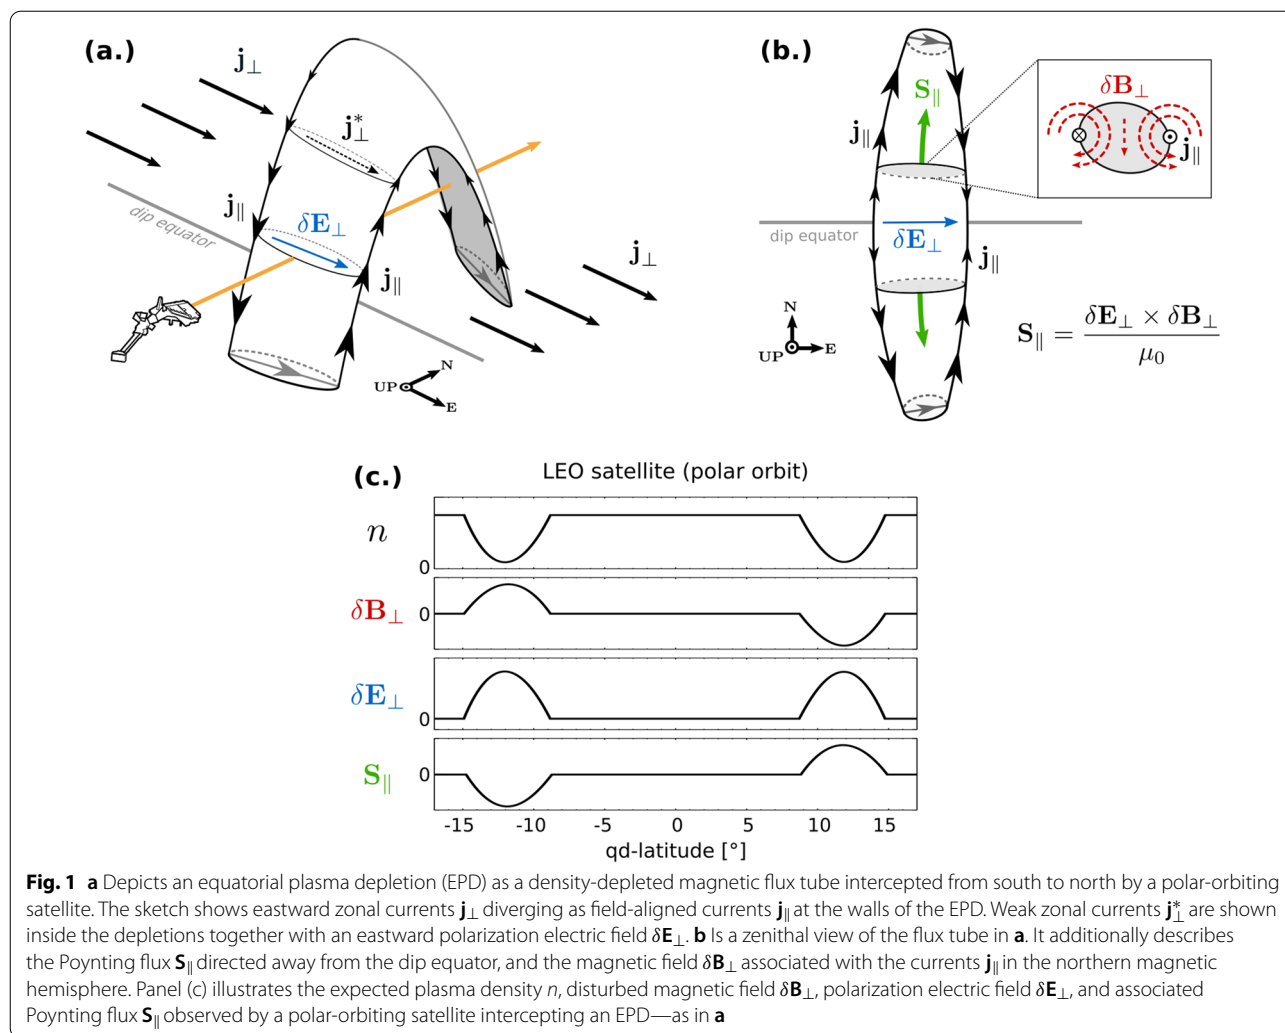 (a.)
j⊥
j*⊥
j∥
dip equator
δE⊥
j∥
j⊥
N
UP
E
(b.)
S∥
δB⊥
j∥
j∥
dip equator
δE⊥
j∥
N
UP
E
S∥ = δE⊥ × δB⊥ / μ0
(c.)
LEO satellite (polar orbit)
n
0
δB⊥
0
δE⊥
0
S∥
0
-15 -10 -5 0 5 10 15
qd-latitude [°]
Fig. 1 a Depicts an equatorial plasma depletion (EPD) as a density-depleted magnetic flux tube intercepted from south to north by a polar-orbiting
satellite. The sketch shows eastward zonal currents j⊥ diverging as field-aligned currents j∥ at the walls of the EPD. Weak zonal currents j*⊥ are shown
inside the depletions together with an eastward polarization electric field δE⊥. b Is a zenithal view of the flux tube in a. It additionally describes
the Poynting flux S∥ directed away from the dip equator, and the magnetic field δB⊥ associated with the currents j∥ in the northern magnetic
hemisphere. Panel (c) illustrates the expected plasma density n, disturbed magnetic field δB⊥, polarization electric field δE⊥, and associated
Poynting flux S∥ observed by a polar-orbiting satellite intercepting an EPD—as in a